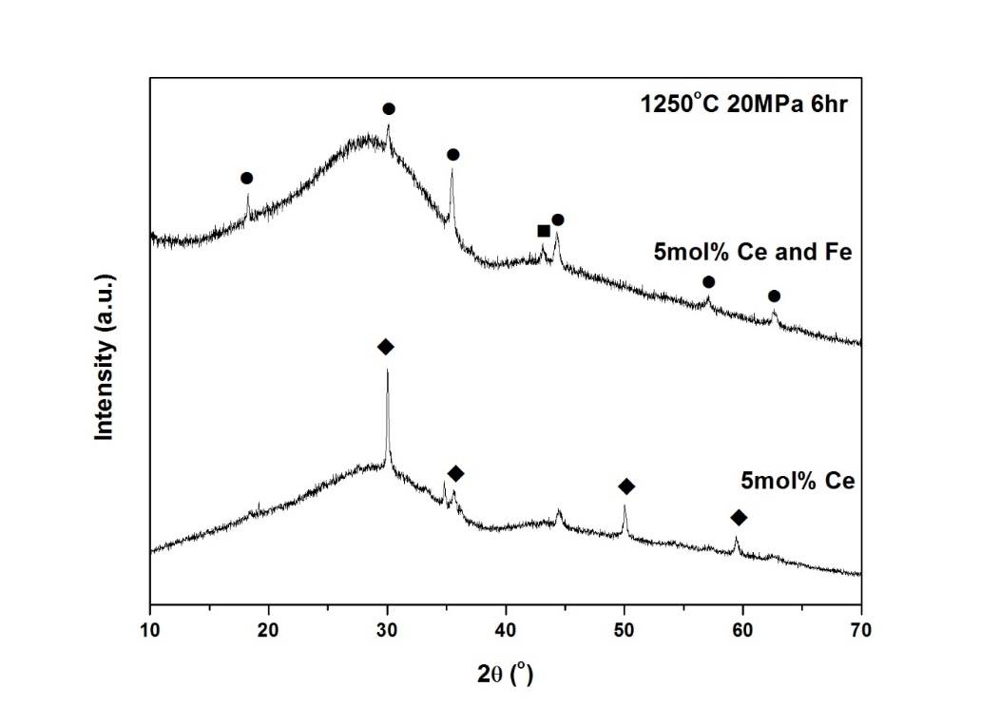 1250°C 20MPa 6hr
5mol% Ce and Fe
5mol% Ce
Intensity (a.u.)
10 20 30 40 50 60 70
2θ (°)